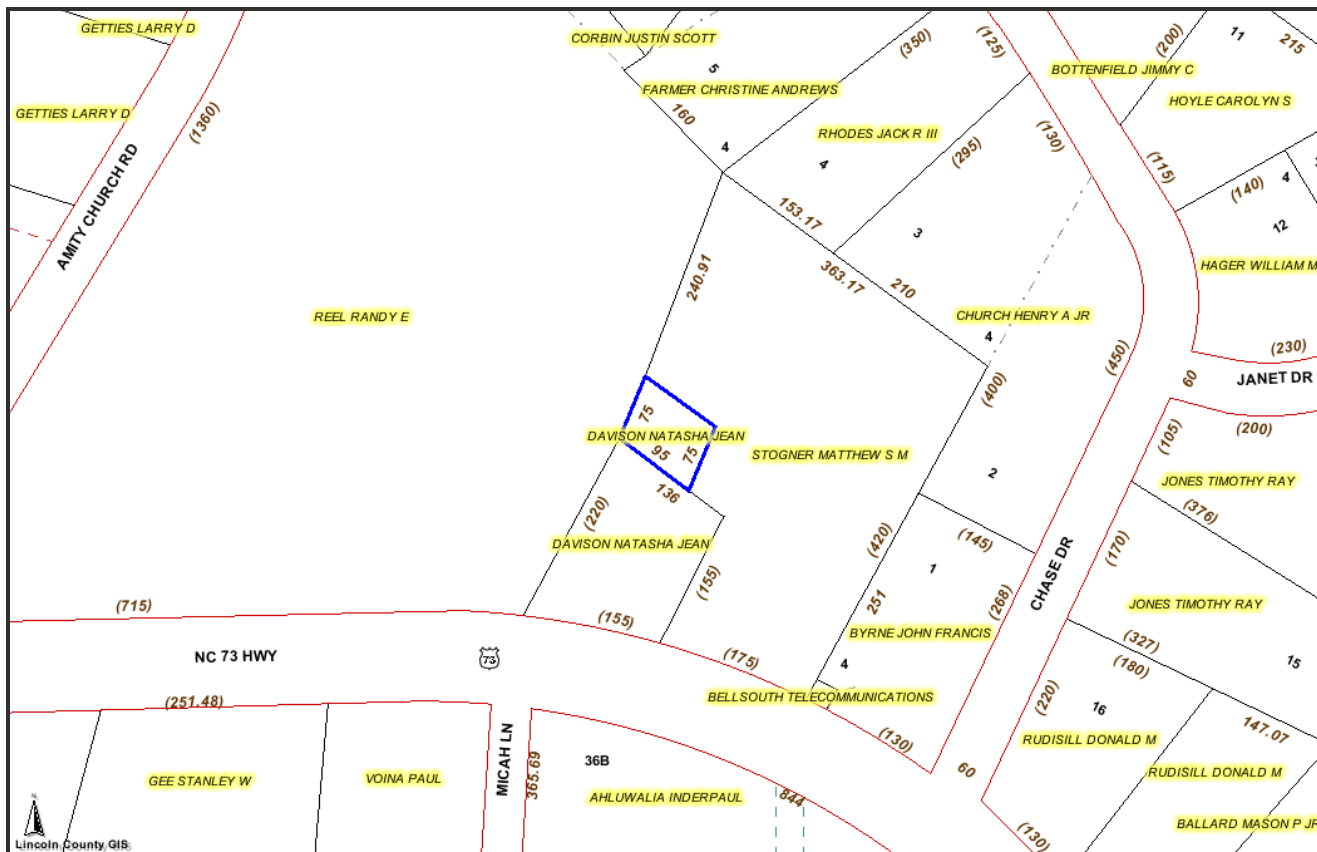 GETTIES LARRY D
CORBIN JUSTIN SCOTT
(350)
(125)
(200)
11
215
BOTTENFIELD JIMMY C
5
FARMER CHRISTINE ANDREWS
HOYLE CAROLYN S
GETTIES LARRY D
160
(1360)
RHODES JACK R III
(130)
4
4
(295)
(115)
AMITY CHURCH RD
(140)
4
153.17
3
12
240.91
363.17
210
HAGER WILLIAM M
REEL RANDY E
CHURCH HENRY A JR
4
(450)
(230)
60
JANET DR
(400)
75
(105)
(200)
DAVISON NATASHA JEAN
95
75
STOGNER MATTHEW S M
2
JONES TIMOTHY RAY
136
(376)
(220)
(420)
(145)
DAVISON NATASHA JEAN
(170)
1
CHASE DR
(155)
251
(268)
JONES TIMOTHY RAY
(715)
(155)
BYRNE JOHN FRANCIS
(327)
NC 73 HWY
73
(175)
4
(180)
15
(251.48)
BELLSOUTH TELECOMMUNICATIONS
(220)
16
(130)
RUDISILL DONALD M
147.07
MICAH LN
365.69
36B
60
GEE STANLEY W
VOINA PAUL
RUDISILL DONALD M
AHLUWALIA INDERPAUL
844
N
(130)
BALLARD MASON P JR
Lincoln County GIS